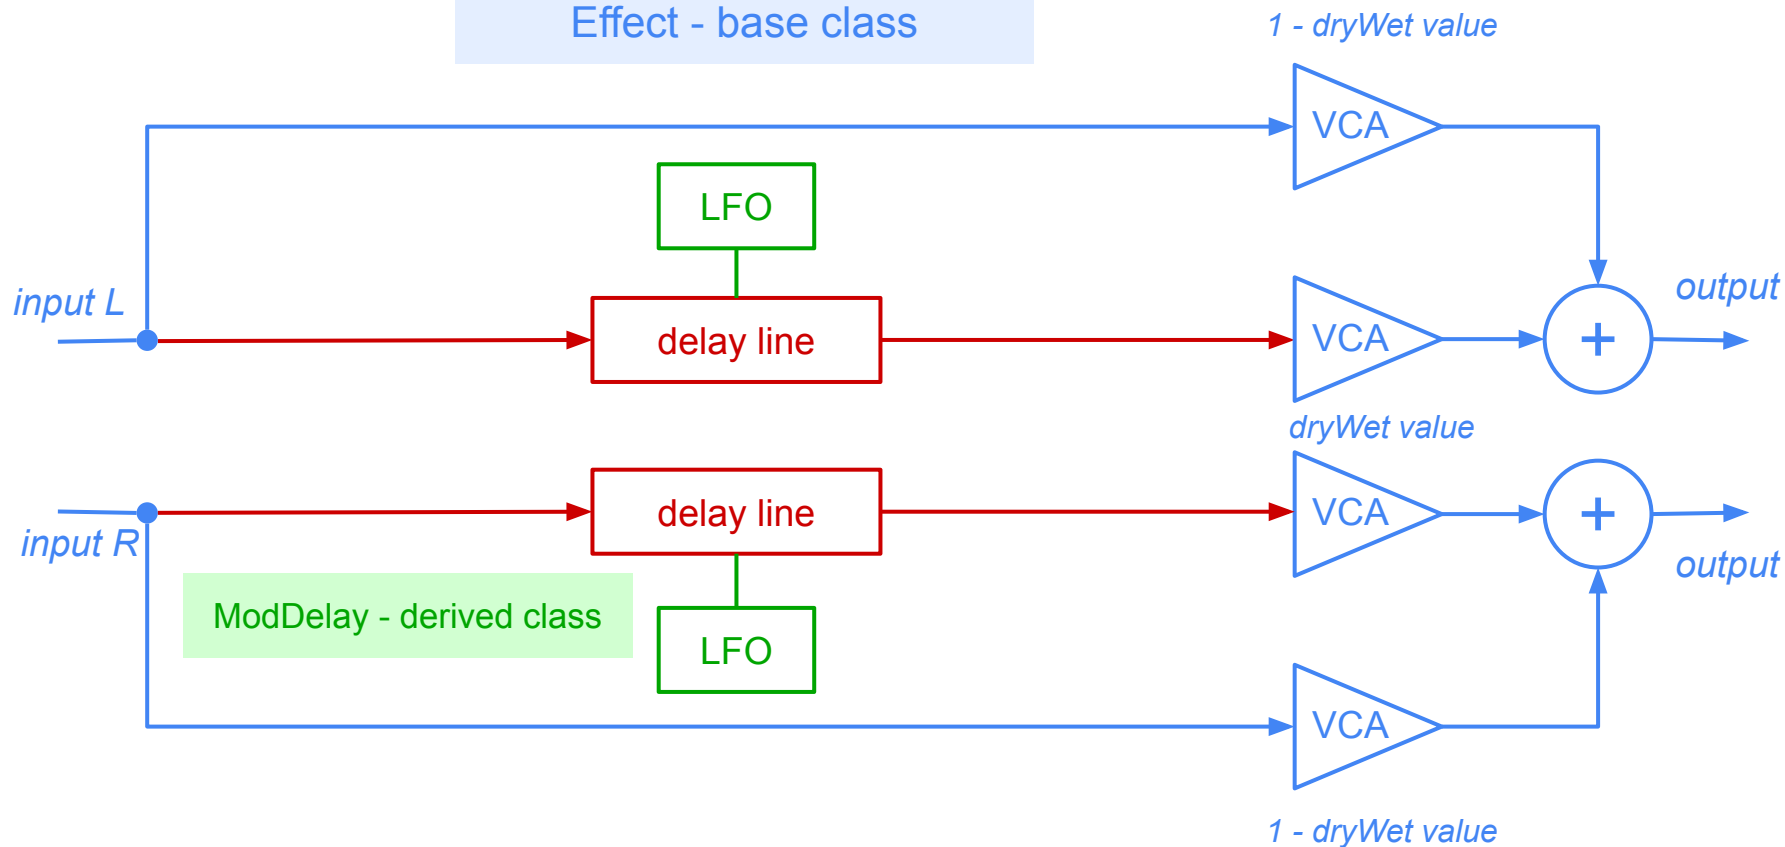 Effect - base class
1 - dryWet value
VCA
LFO
input L
delay line
VCA
+
output
dryWet value
input R
delay line
VCA
+
output
ModDelay - derived class
LFO
VCA
1 - dryWet value